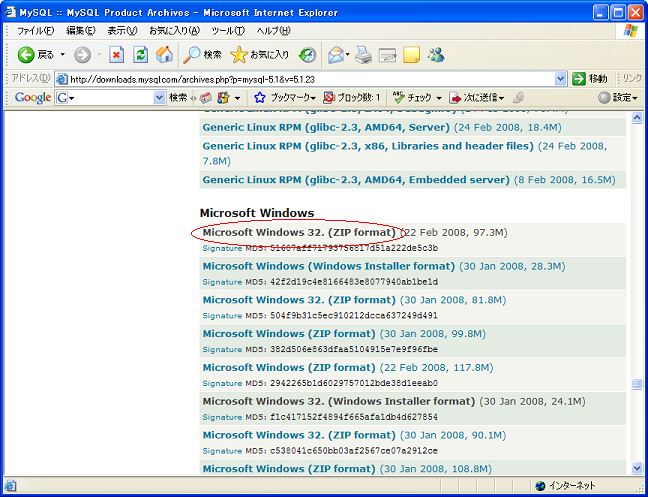 MySQL :: MySQL Product Archives - Microsoft Internet Explorer
ファイル(F) 編集(E) 表示(V) お気に入り(A) ツール(T) ヘルプ(H)
戻る 検索 お気に入り
アドレス(D) http://downloads.mysql.com/archives.php?p=mysql-5.1&v=5.1.23 移動 リンク
Google G 検索 ブックマーク ブロック数: 1 チェック 次に送信 設定
Generic Linux RPM (glibc-2.3, AMD64, Server) (24 Feb 2008, 18.4M)
Generic Linux RPM (glibc-2.3, x86, Libraries and header files) (24 Feb 2008,
7.8M)
Generic Linux RPM (glibc-2.3, AMD64, Embedded server) (8 Feb 2008, 16.5M)
Microsoft Windows
Microsoft Windows 32. (ZIP format) (22 Feb 2008, 97.3M)
Signature MD5: 51607aff71793756817d51a222de5c3b
Microsoft Windows (Windows Installer format) (30 Jan 2008, 28.3M)
Signature MD5: 42f2d19c4e8166483e8077940ab1be1d
Microsoft Windows 32. (ZIP format) (30 Jan 2008, 81.8M)
Signature MD5: 504f9b31c5ec910212dcca637249d491
Microsoft Windows (ZIP format) (30 Jan 2008, 99.8M)
Signature MD5: 382d506e863dfaa5104915e7e9f96fbe
Microsoft Windows (ZIP format) (22 Feb 2008, 117.8M)
Signature MD5: 2942265b1d6029757012bde38d1eeab0
Microsoft Windows 32. (Windows Installer format) (30 Jan 2008, 24.1M)
Signature MD5: f1c417152f4894f665afa1db4d627854
Microsoft Windows 32. (ZIP format) (30 Jan 2008, 90.1M)
Signature MD5: c538041c650bb03af2567ce07a2912ce
Microsoft Windows (ZIP format) (30 Jan 2008, 108.8M)
インターネット